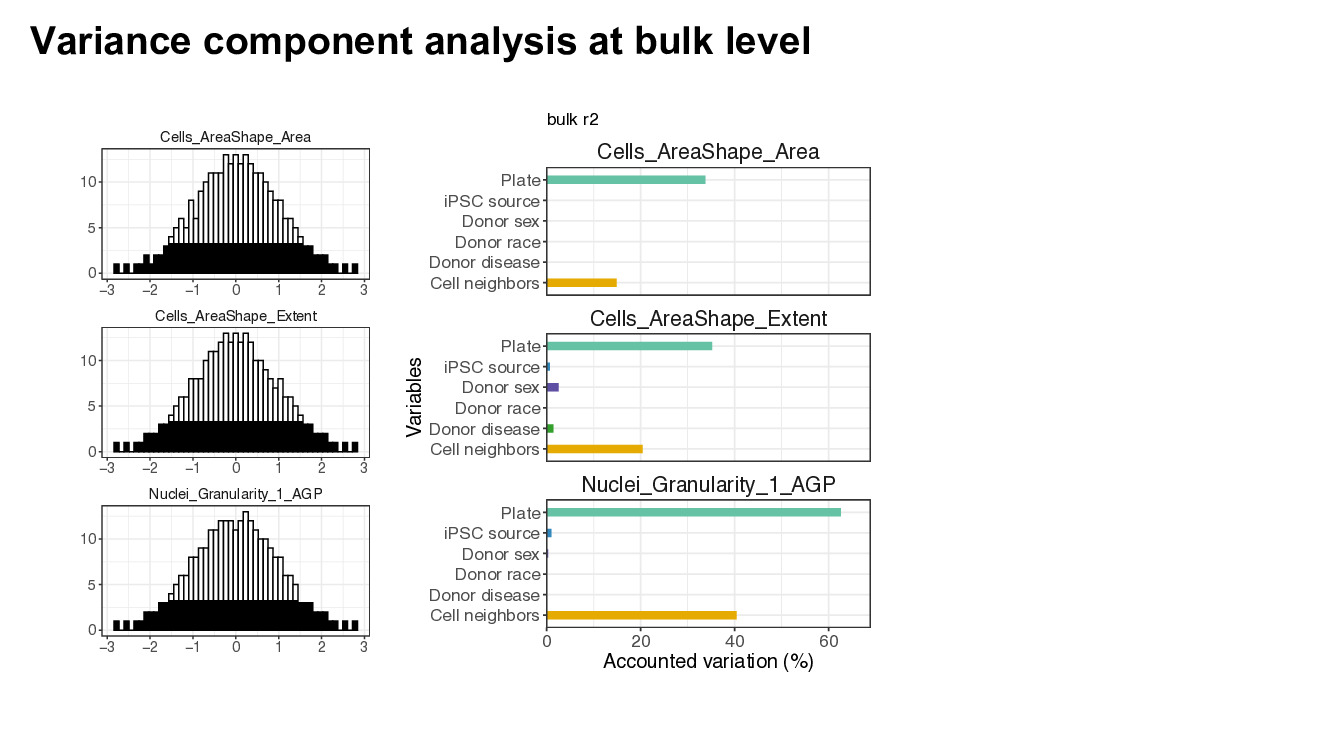 Variance component analysis at bulk level
Cells_AreaShape_Area
10
5
0
−3 −2 −1 0 1 2 3
Cells_AreaShape_Extent
10
5
0
−3 −2 −1 0 1 2 3
Nuclei_Granularity_1_AGP
10
5
0
−3 −2 −1 0 1 2 3
bulk r2
Variables
Cells_AreaShape_Area
Plate
iPSC source
Donor sex
Donor race
Donor disease
Cell neighbors
Cells_AreaShape_Extent
Plate
iPSC source
Donor sex
Donor race
Donor disease
Cell neighbors
Nuclei_Granularity_1_AGP
Plate
iPSC source
Donor sex
Donor race
Donor disease
Cell neighbors
0 20 40 60
Accounted variation (%)